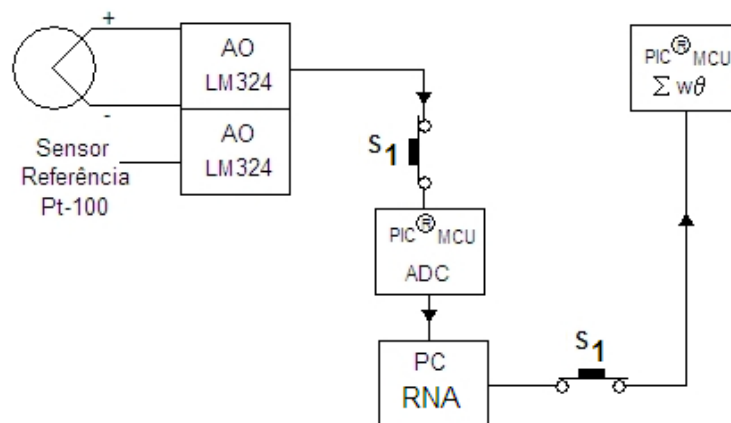 +
AO
LM324
-
AO
LM324
Sensor
Referência
Pt-100
S1
PIC® MCU
ADC
PC
RNA
S1
PIC® MCU
Σ wθ